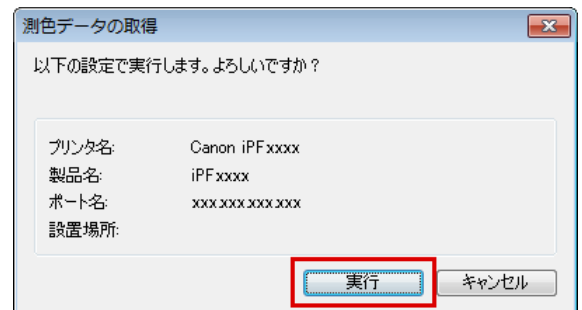 測色データの取得
以下の設定で実行します。よろしいですか？
プリンタ名: Canon iPFxxxx
製品名: iPFxxxx
ポート名: xxx.xxx.xxx.xxx
設置場所:
実行 キャンセル